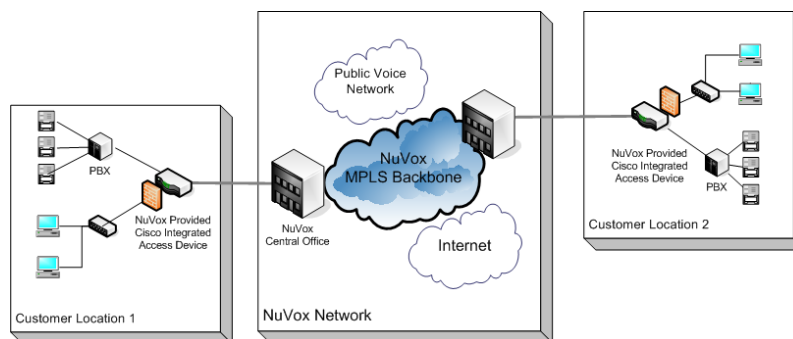 PBX
NuVox Provided
Cisco Integrated
Access Device
Customer Location 1
Public Voice
Network
NuVox
MPLS Backbone
NuVox
Central Office
Internet
NuVox Network
NuVox Provided
Cisco Integrated
Access Device
PBX
Customer Location 2